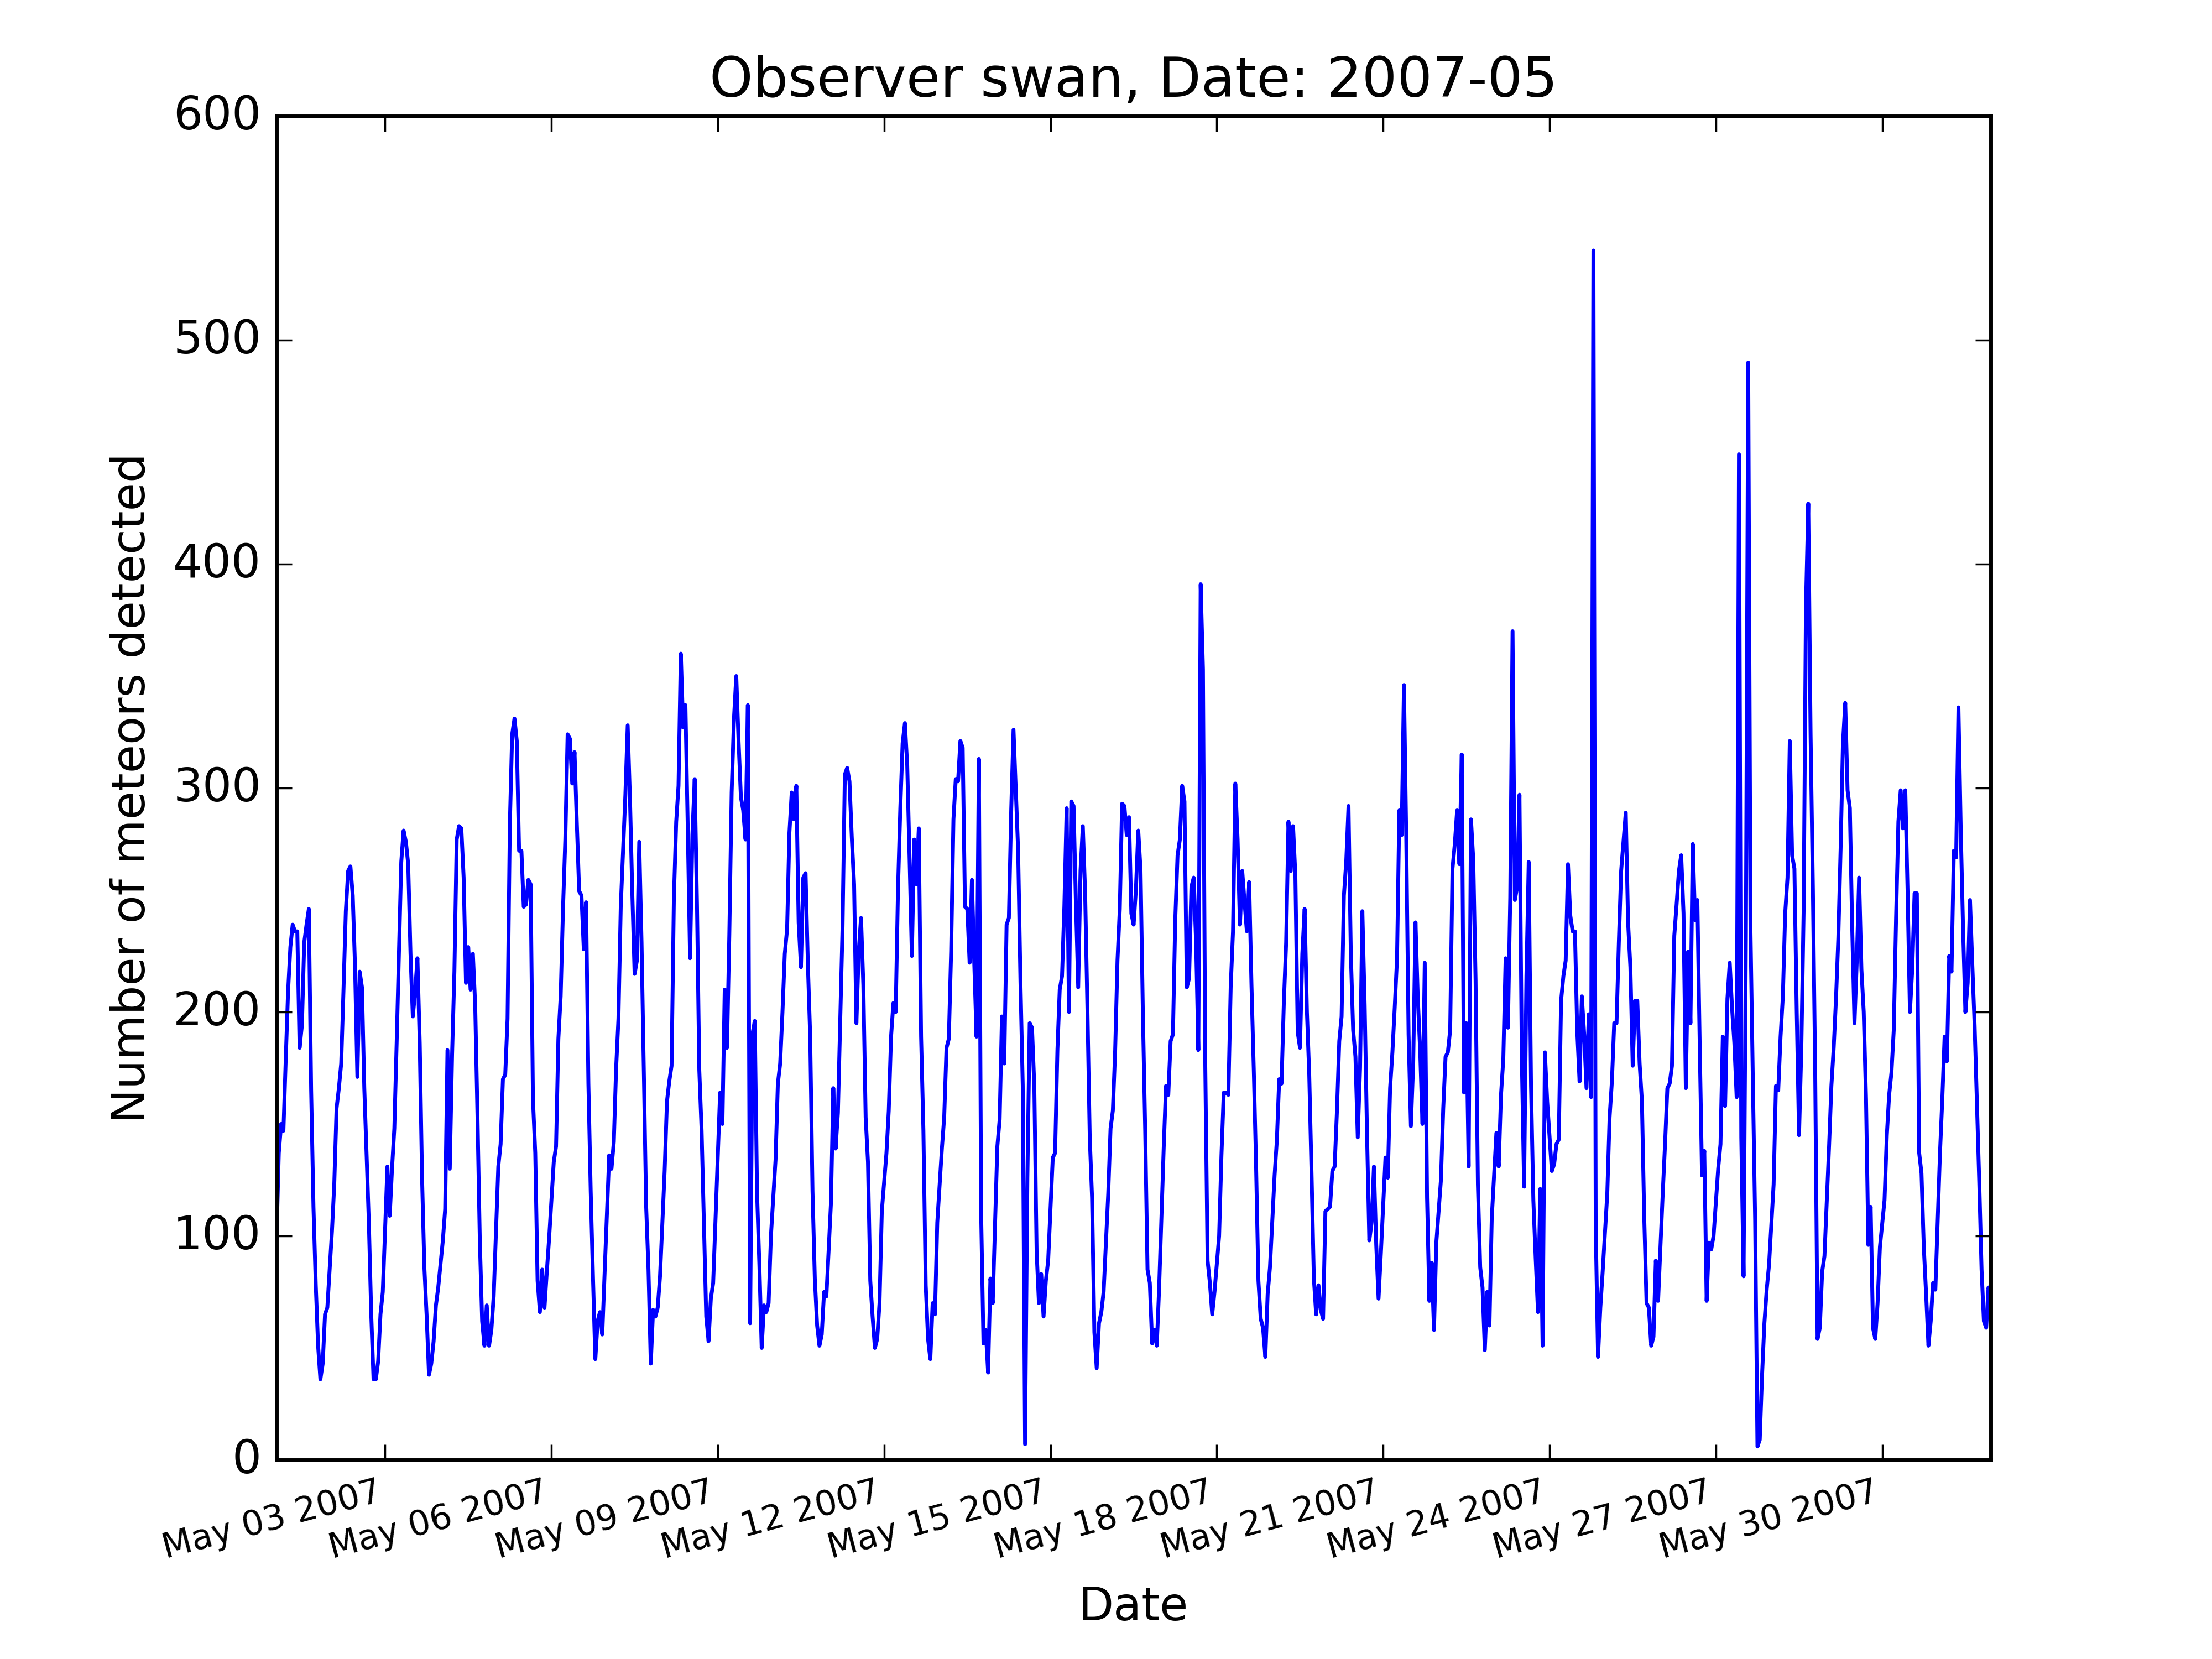 Observer swan, Date: 2007-05
600
500
400
300
200
100
0
Number of meteors detected
May 03 2007
May 06 2007
May 09 2007
May 12 2007
May 15 2007
May 18 2007
May 21 2007
May 24 2007
May 27 2007
May 30 2007
Date